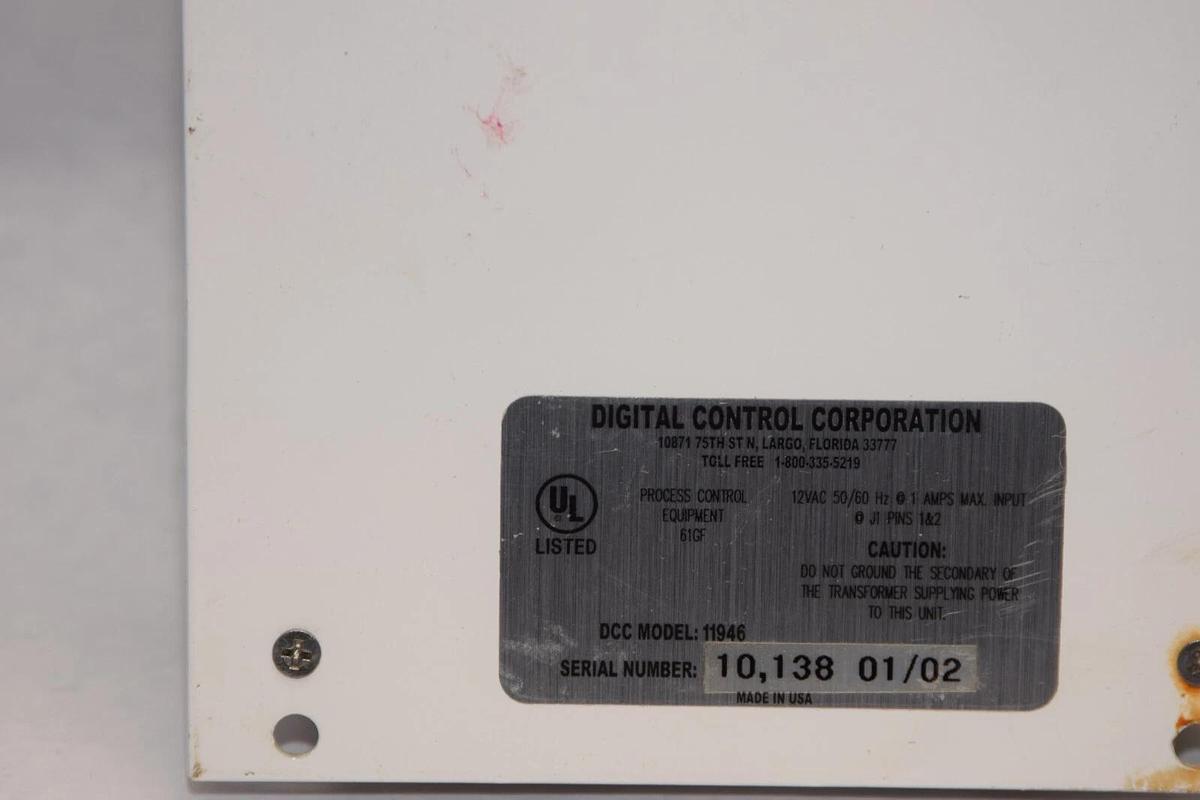 DIGITAL CONTROL CORPORATION
10871 75TH ST N, LARGO, FLORIDA 33777
TOLL FREE 1-800-335-5219
UL
LISTED
PROCESS CONTROL
EQUIPMENT
61GF
12VAC 50/60 Hz @ 1 AMPS MAX. INPUT
@ J1 PINS 1&2
CAUTION:
DO NOT GROUND THE SECONDARY OF
THE TRANSFORMER SUPPLYING POWER
TO THIS UNIT.
DCC MODEL: 11946
SERIAL NUMBER: 10,138 01/02
MADE IN USA